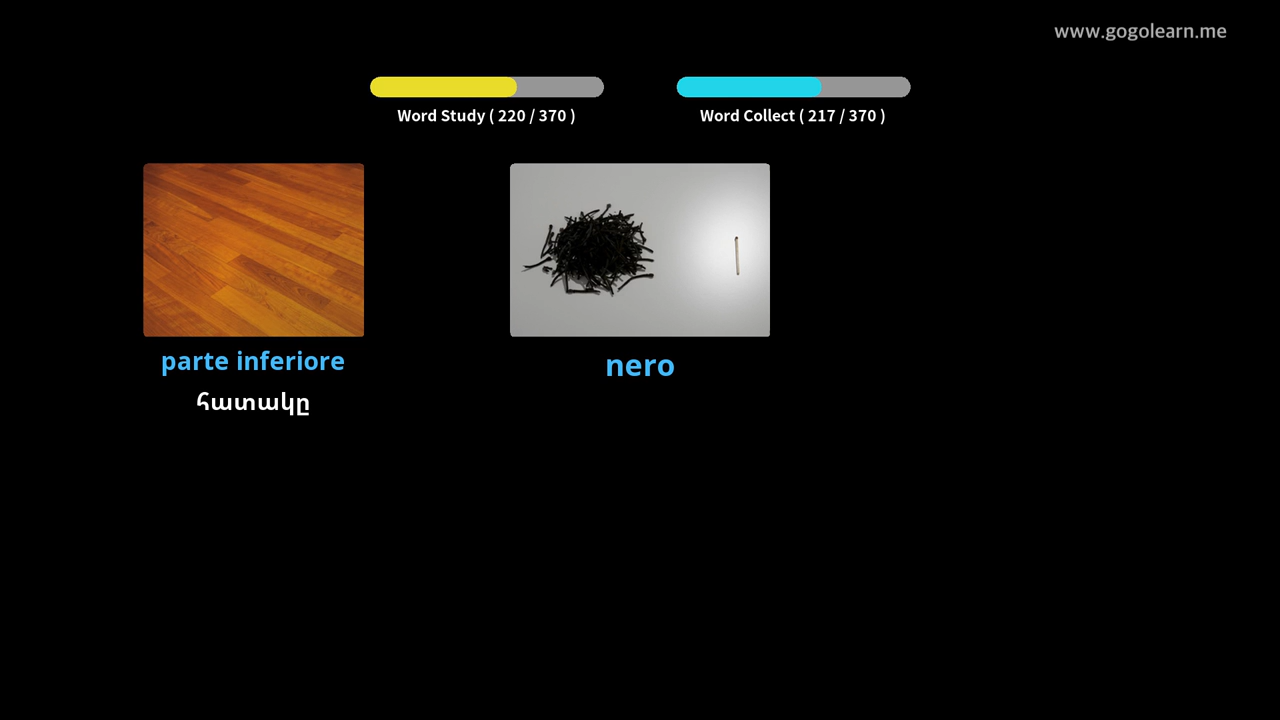 www.gogolearn.me
Word Study ( 220 / 370 )
Word Collect ( 217 / 370 )
parte inferiore
հատակը
nero